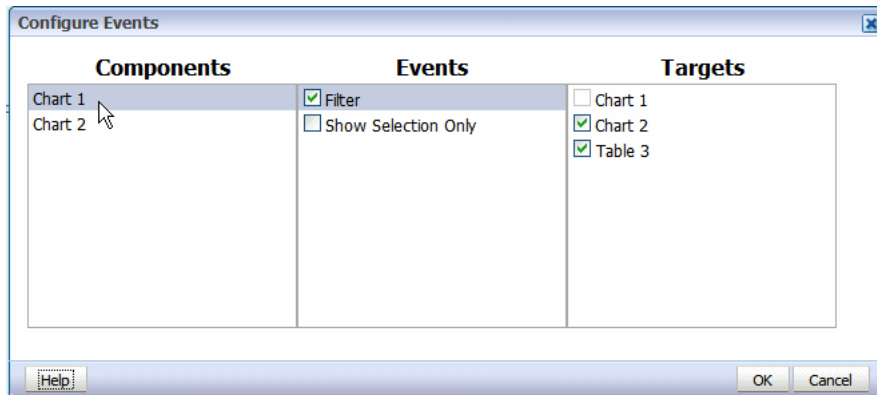 Configure Events
Components Events Targets
Chart 1 Filter Chart 1
Chart 2 Show Selection Only Chart 2
Table 3
Help OK Cancel